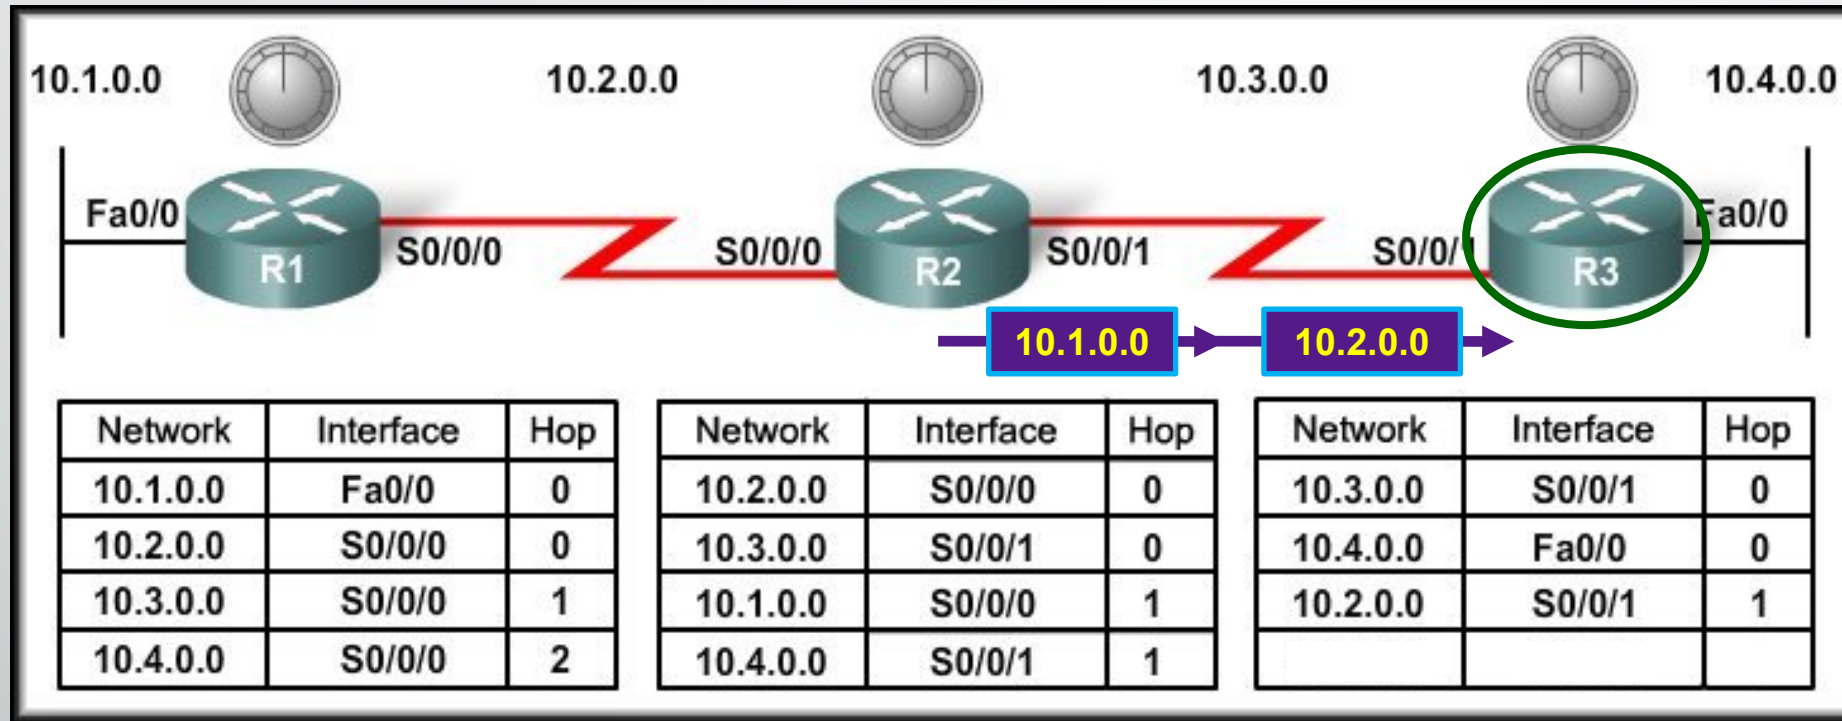 10.1.0.0 10.2.0.0 10.3.0.0 10.4.0.0
Fa0/0 S0/0/0 S0/0/0 S0/0/1 S0/0/1 Fa0/0
R1 R2 R3
10.1.0.0 10.2.0.0
Network Interface Hop
10.1.0.0 Fa0/0 0
10.2.0.0 S0/0/0 0
10.3.0.0 S0/0/0 1
10.4.0.0 S0/0/0 2
Network Interface Hop
10.2.0.0 S0/0/0 0
10.3.0.0 S0/0/1 0
10.1.0.0 S0/0/0 1
10.4.0.0 S0/0/1 1
Network Interface Hop
10.3.0.0 S0/0/1 0
10.4.0.0 Fa0/0 0
10.2.0.0 S0/0/1 1